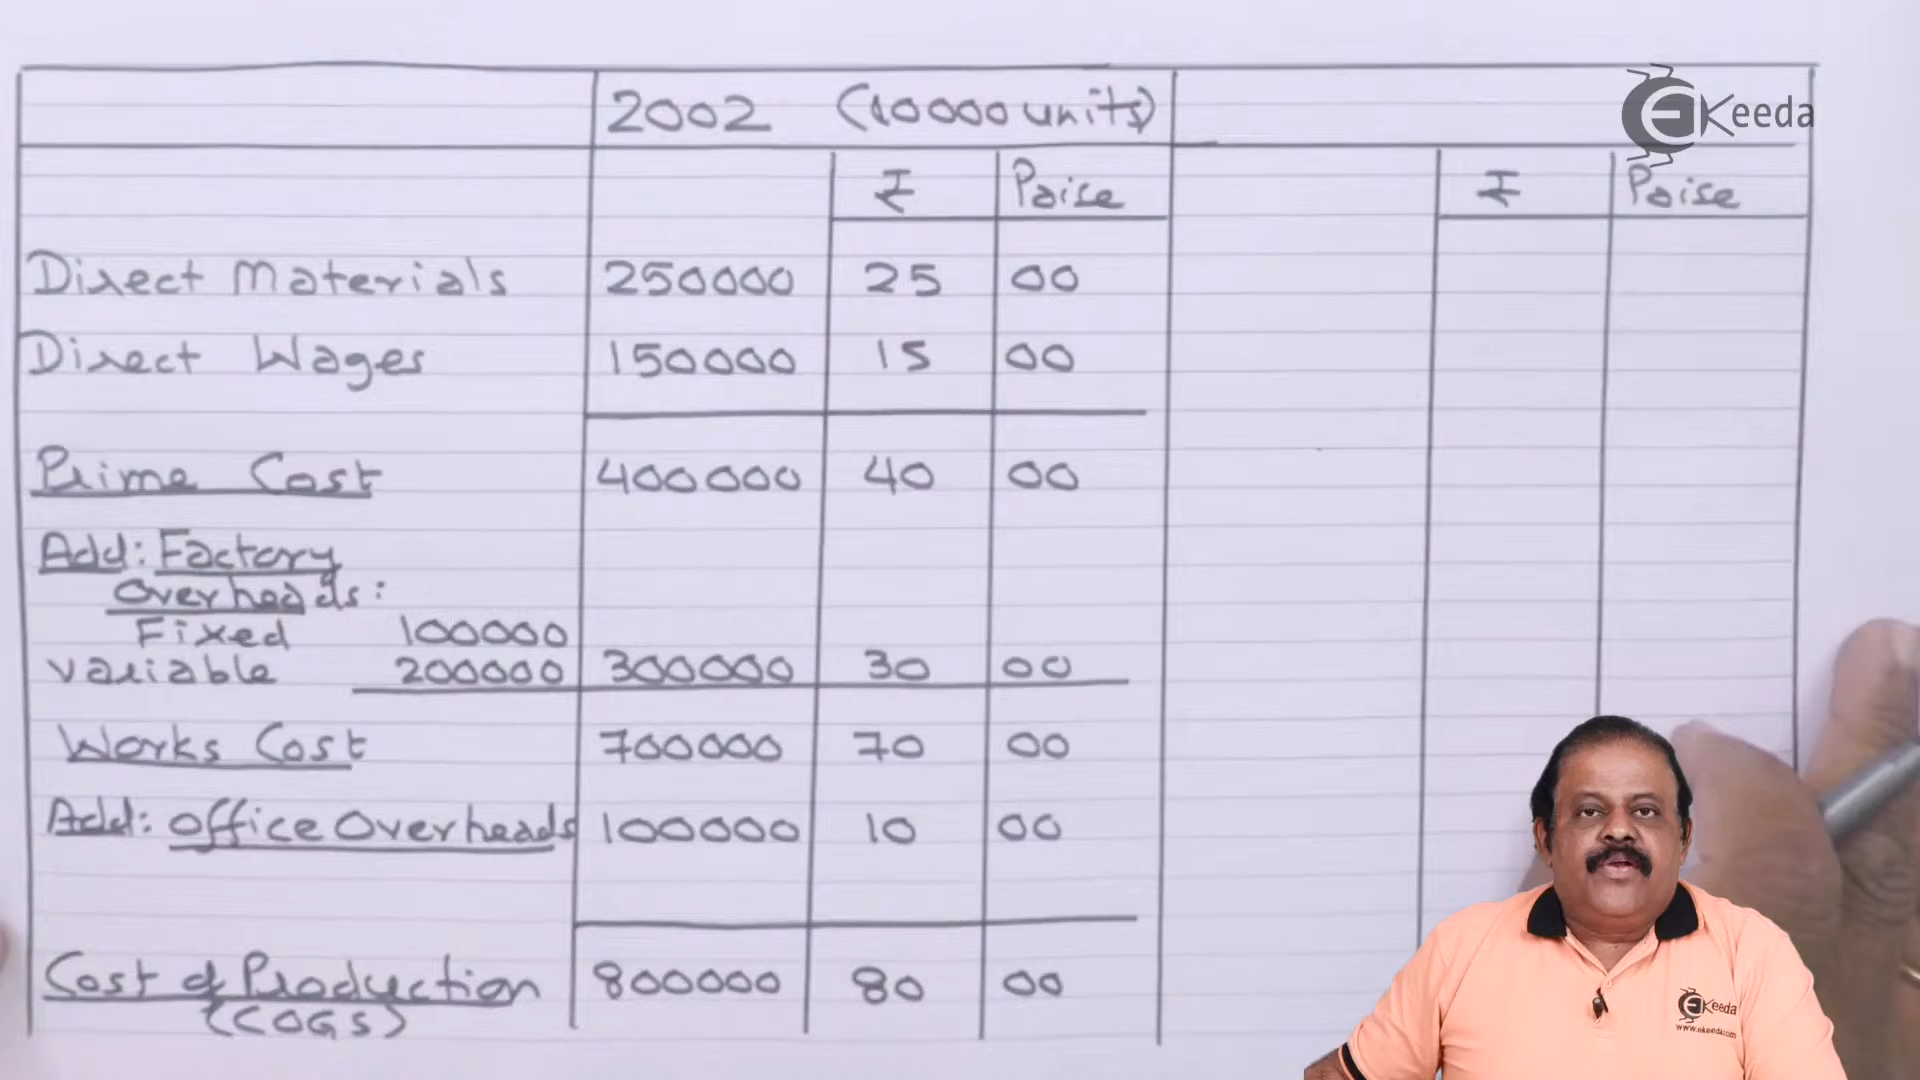 2002 (10000 units)
EKeeda
₹ Paise ₹ Paise
Direct Materials 250000 25 00
Direct Wages 150000 15 00
Prime Cost 400000 40 00
Add: Factory
Overheads:
Fixed 100000
variable 200000 300000 30 00
Works Cost 700000 70 00
Add: Office Overheads 100000 10 00
Cost of Production 800000 80 00
(COGS)
EKeeda
www.ekeeda.com